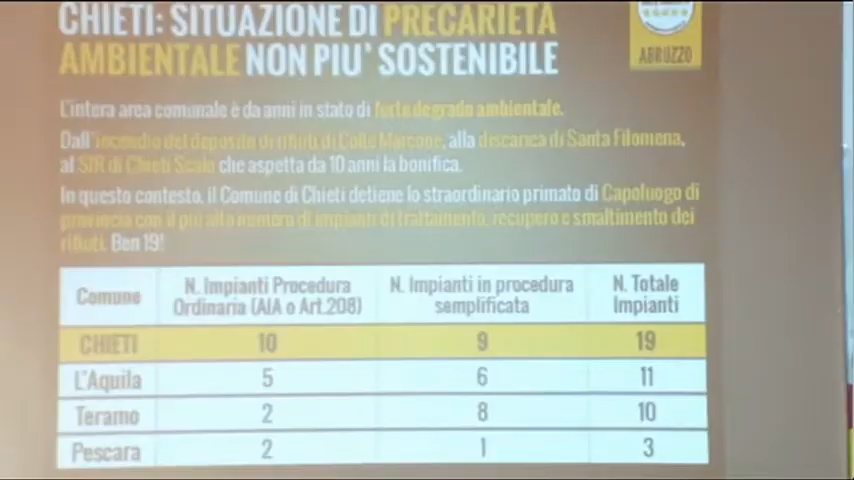 CHIETI: SITUAZIONE DI PRECARIETÀ
AMBIENTALE NON PIU' SOSTENIBILE
ABRUZZO
L'intera area comunale è da anni in stato di forte degrado ambientale.
Dall'incendio del deposito di rifiuti di Colle Marcone, alla discarica di Santa Filomena,
al SIR di Chieti Scalo che aspetta da 10 anni la bonifica.
In questo contesto, il Comune di Chieti detiene lo straordinario primato di Capoluogo di
provincia con il più alto numero di impianti di trattamento, recupero e smaltimento dei
rifiuti. Ben 19!
Comune N. Impianti Procedura Ordinaria (AIA o Art.208) N. Impianti in procedura semplificata N. Totale Impianti
CHIETI 10 9 19
L'Aquila 5 6 11
Teramo 2 8 10
Pescara 2 1 3